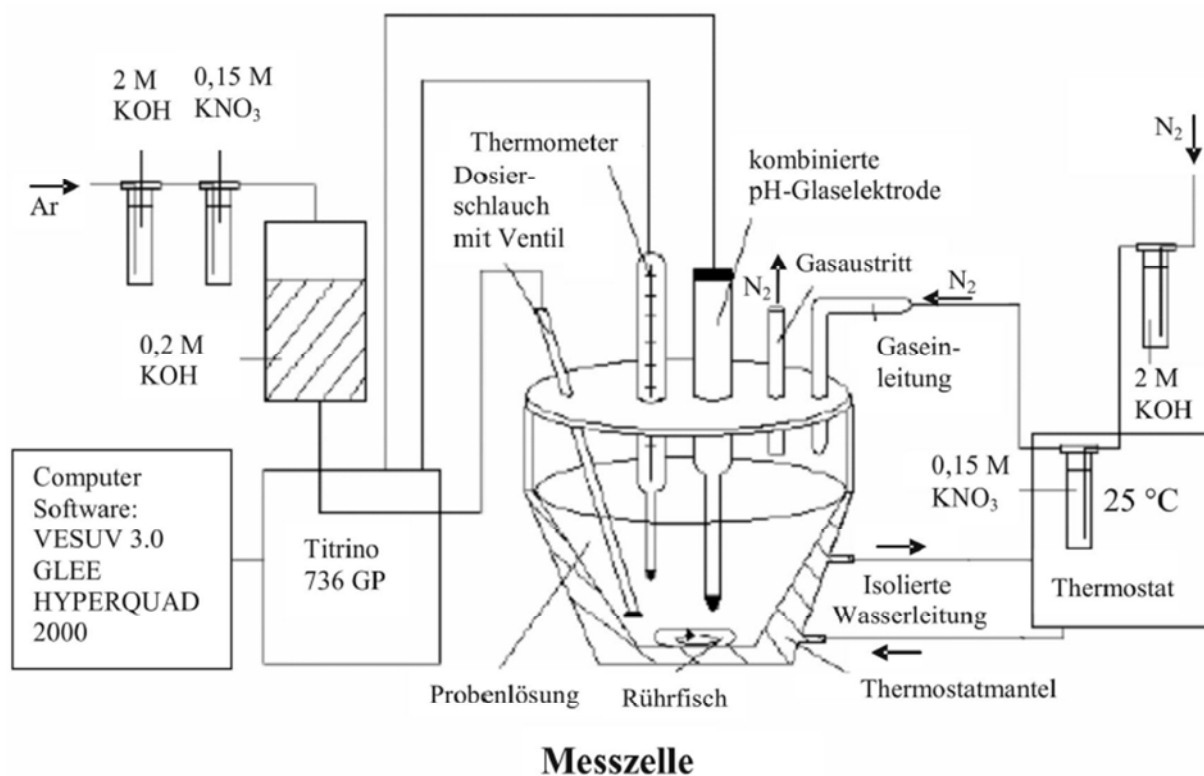 2 M
KOH
0,15 M
KNO₃
Ar
0,2 M
KOH
Computer
Software:
VESUV 3.0
GLEE
HYPERQUAD
2000
Titrino
736 GP
Thermometer
Dosier-
schlauch
mit Ventil
kombinierte
pH-Glaselektrode
N₂
Gasaustritt
N₂
Gasein-
leitung
N₂
2 M
KOH
0,15 M
KNO₃
25 °C
Thermostat
Isolierte
Wasserleitung
Probenlösung
Rührfisch
Thermostatmantel
Messzelle